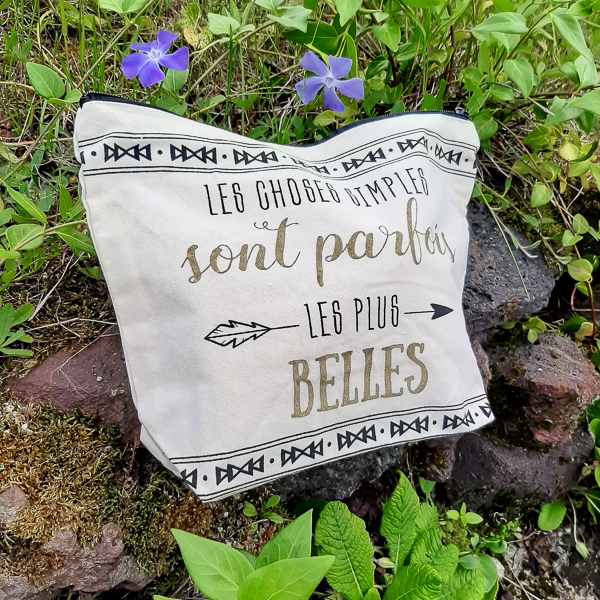 LES CHOSES SIMPLES
sont parfois
LES PLUS
BELLES